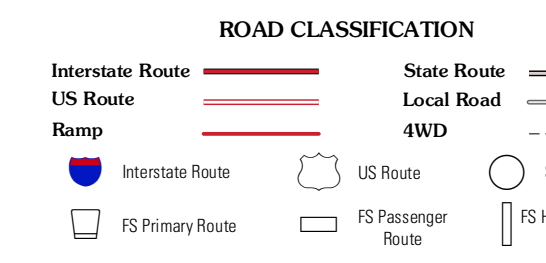 ROAD CLASSIFICATION
Interstate Route State Route
US Route Local Road
Ramp 4WD
Interstate Route US Route
FS Primary Route FS Passenger
Route